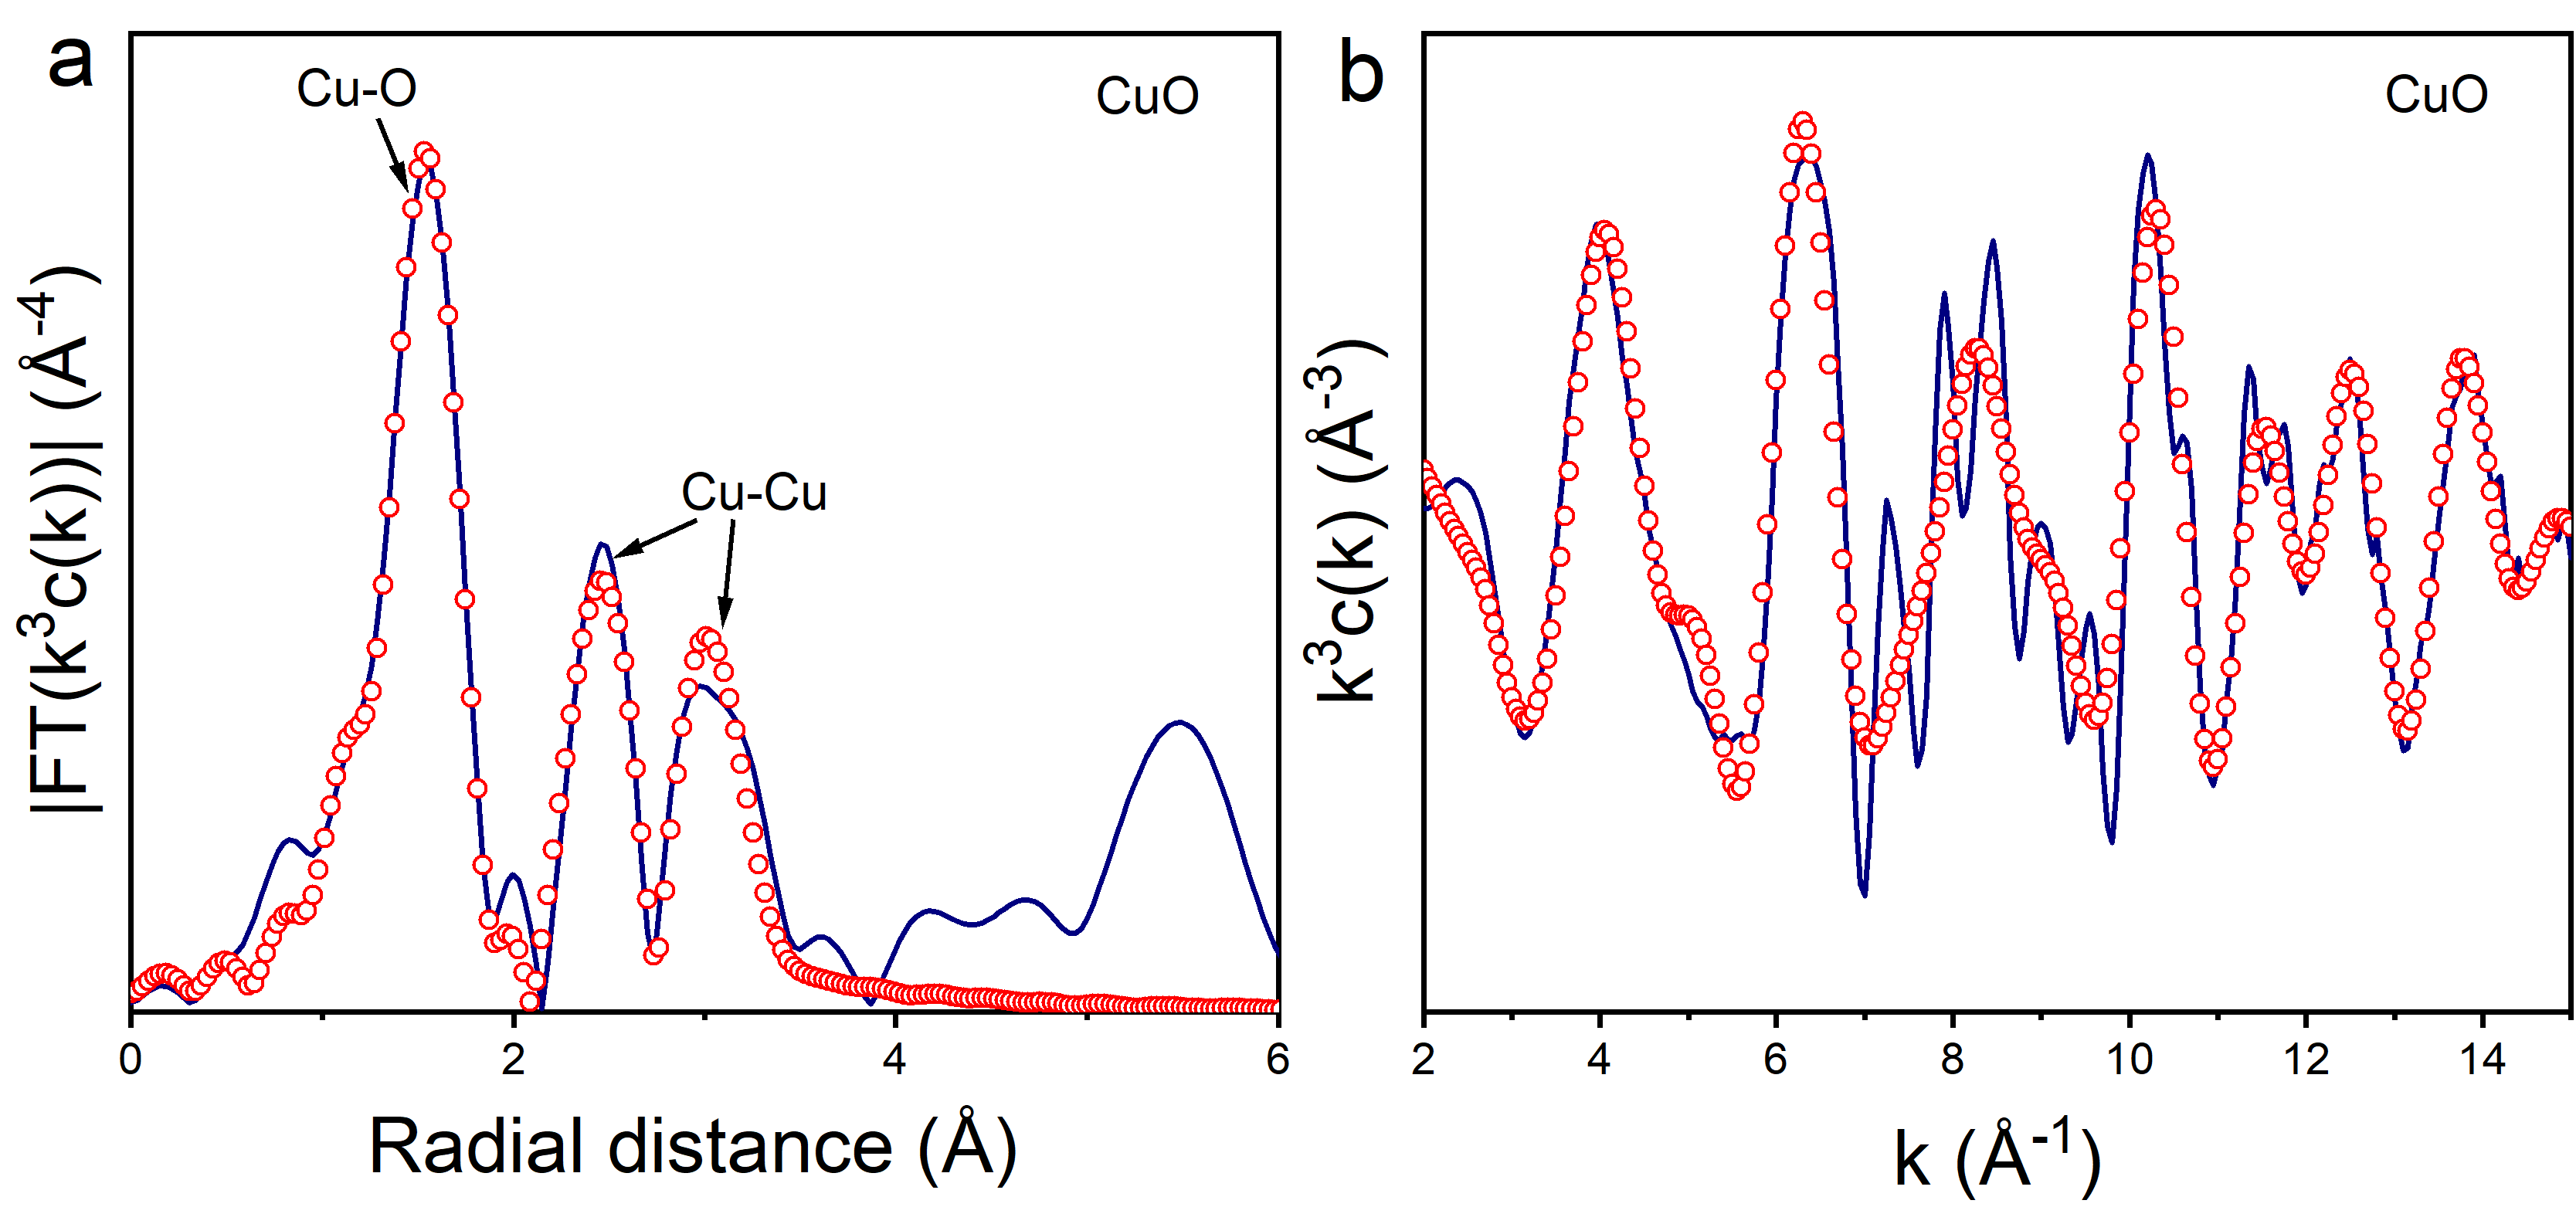 a
Cu-O
CuO
Cu-Cu
|FT(k³c(k))| (Å⁻⁴)
0 2 4 6
Radial distance (Å)
b
CuO
k³c(k) (Å⁻³)
2 4 6 8 10 12 14
k (Å⁻¹)